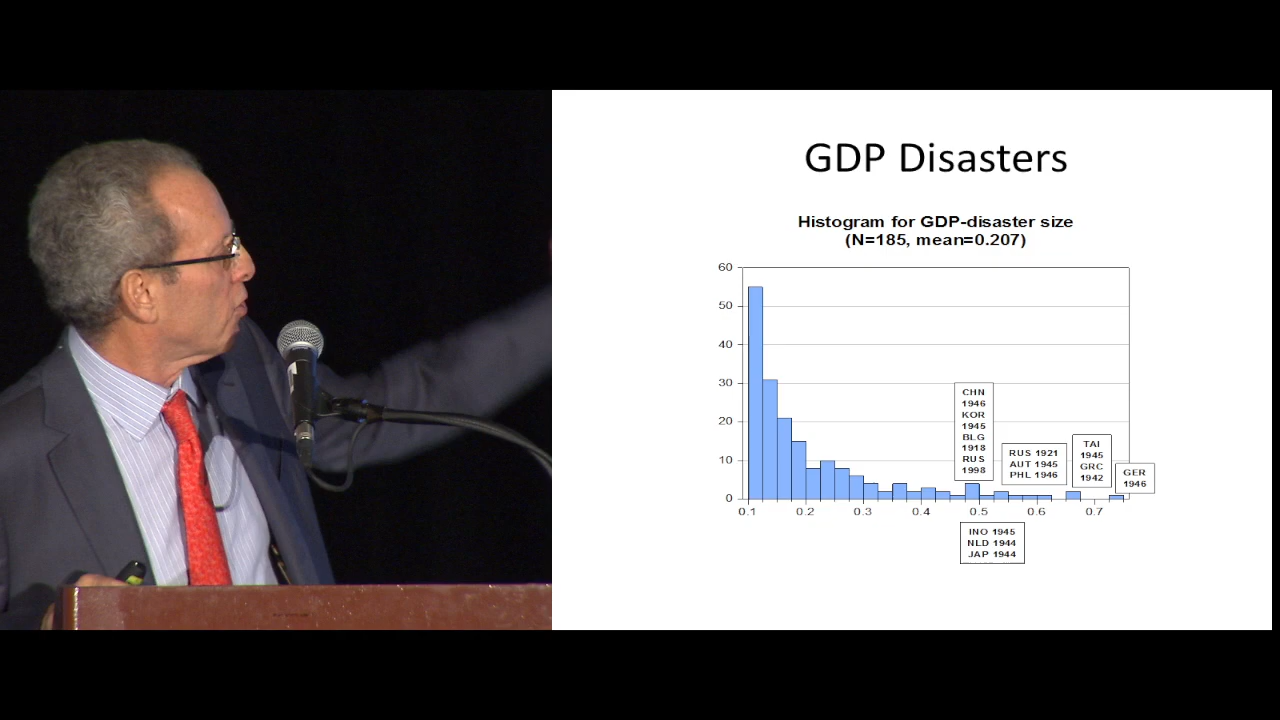 GDP Disasters
Histogram for GDP-disaster size
(N=185, mean=0.207)
60
50
40
30
20
10
0
CHN
1946
KOR
1945
BLG
1918
RUS
1998
RUS 1921
AUT 1945
PHL 1946
TAI
1945
GRC
1942
GER
1946
0.1 0.2 0.3 0.4 0.5 0.6 0.7
INO 1945
NLD 1944
JAP 1944